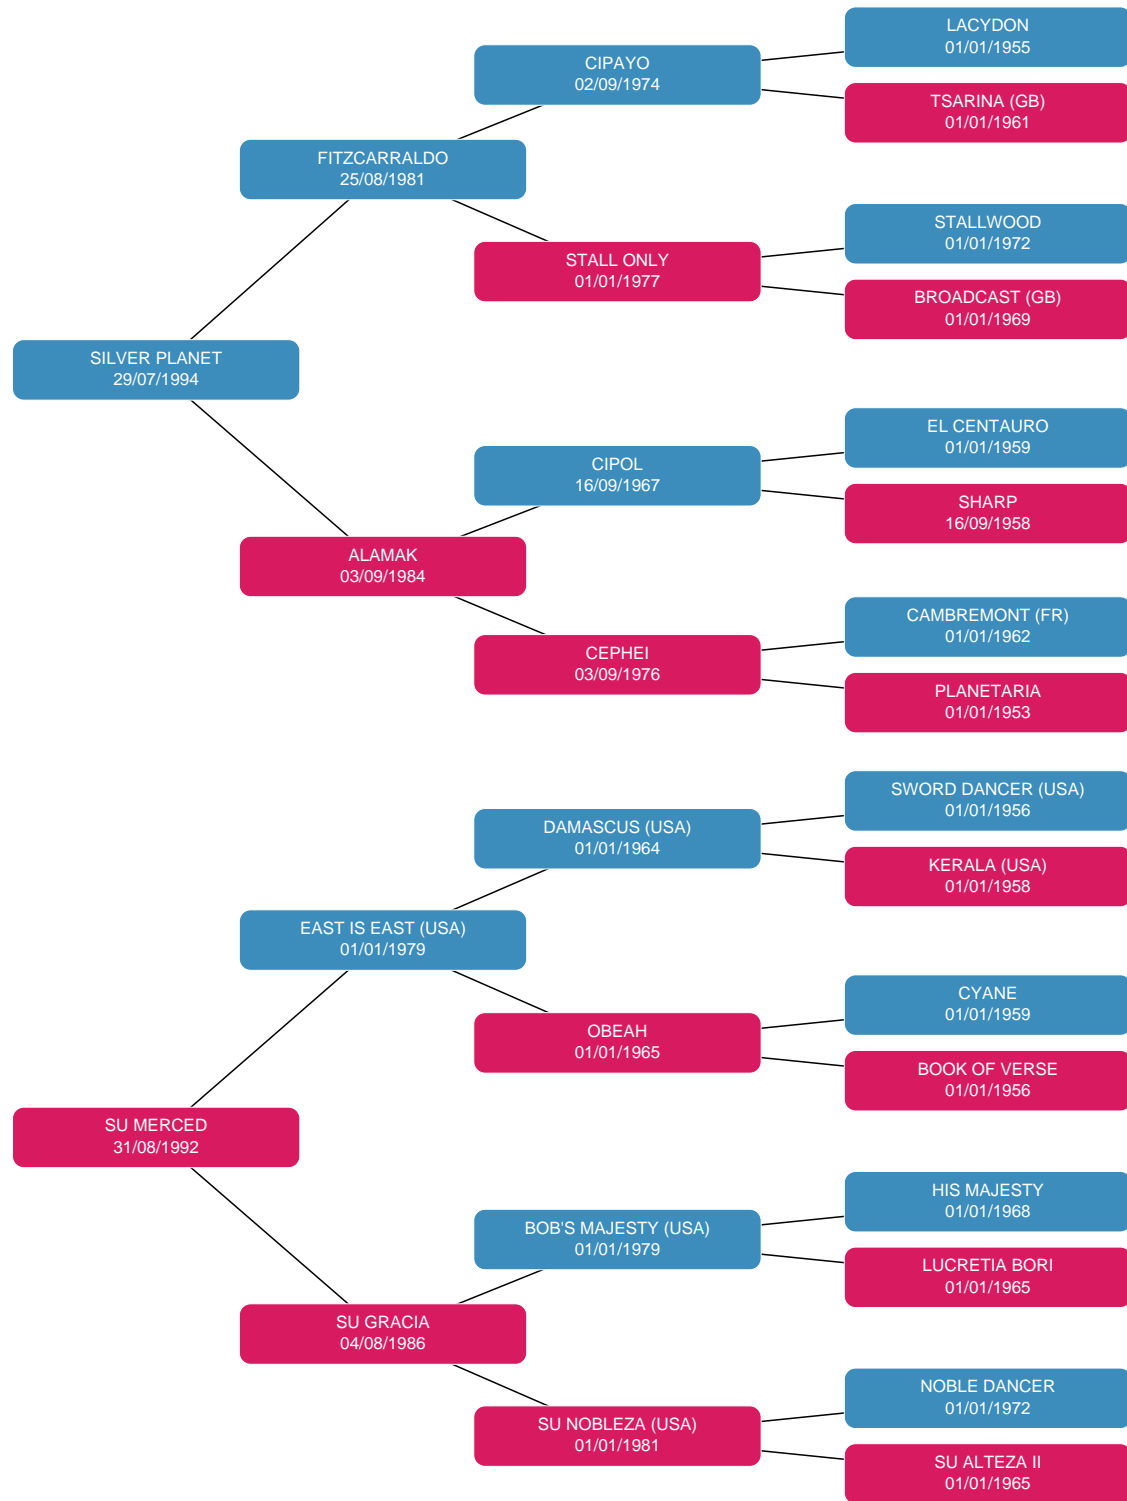 LACYDON
01/01/1955
CIPAYO
02/09/1974
TSARINA (GB)
01/01/1961
FITZCARRALDO
25/08/1981
STALLWOOD
01/01/1972
STALL ONLY
01/01/1977
BROADCAST (GB)
01/01/1969
SILVER PLANET
29/07/1994
EL CENTAURO
01/01/1959
CIPOL
16/09/1967
SHARP
16/09/1958
ALAMAK
03/09/1984
CAMBREMONT (FR)
01/01/1962
CEPHEI
03/09/1976
PLANETARIA
01/01/1953
SWORD DANCER (USA)
01/01/1956
DAMASCUS (USA)
01/01/1964
KERALA (USA)
01/01/1958
EAST IS EAST (USA)
01/01/1979
CYANE
01/01/1959
OBEAH
01/01/1965
BOOK OF VERSE
01/01/1956
SU MERCED
31/08/1992
HIS MAJESTY
01/01/1968
BOB'S MAJESTY (USA)
01/01/1979
LUCRETIA BORI
01/01/1965
SU GRACIA
04/08/1986
NOBLE DANCER
01/01/1972
SU NOBLEZA (USA)
01/01/1981
SU ALTEZA II
01/01/1965